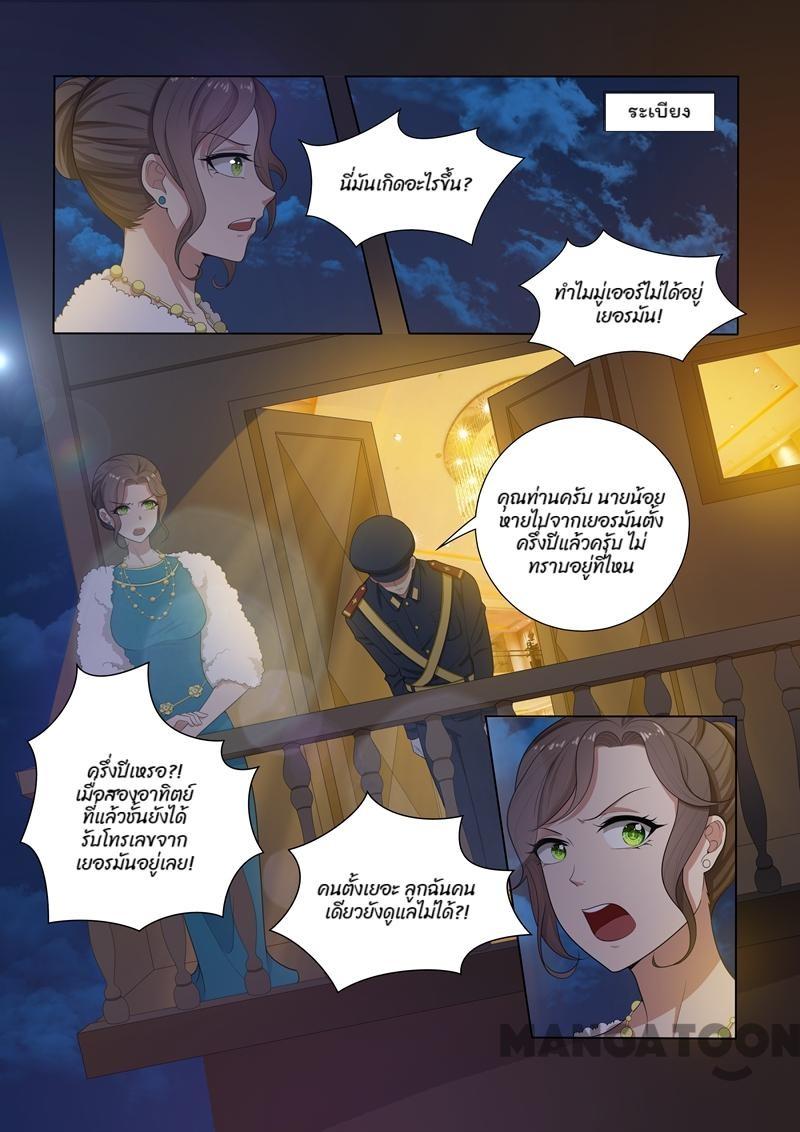 ระเบียง
นี่มันเกิดอะไรขึ้น?
ทำไมมู่เออร์ไม่ได้อยู่
เยอรมัน!
คุณท่านครับ นายน้อย
หายไปจากเยอรมันตั้ง
ครึ่งปีแล้วครับ ไม่
ทราบอยู่ที่ไหน
ครึ่งปีเหรอ?!
เมื่อสองอาทิตย์
ที่แล้วชั้นยังได้
รับโทรเลขจาก
เยอรมันอยู่เลย!
คนตั้งเยอะ ลูกฉันคน
เดียวยังดูแลไม่ได้?!
MANGATOON